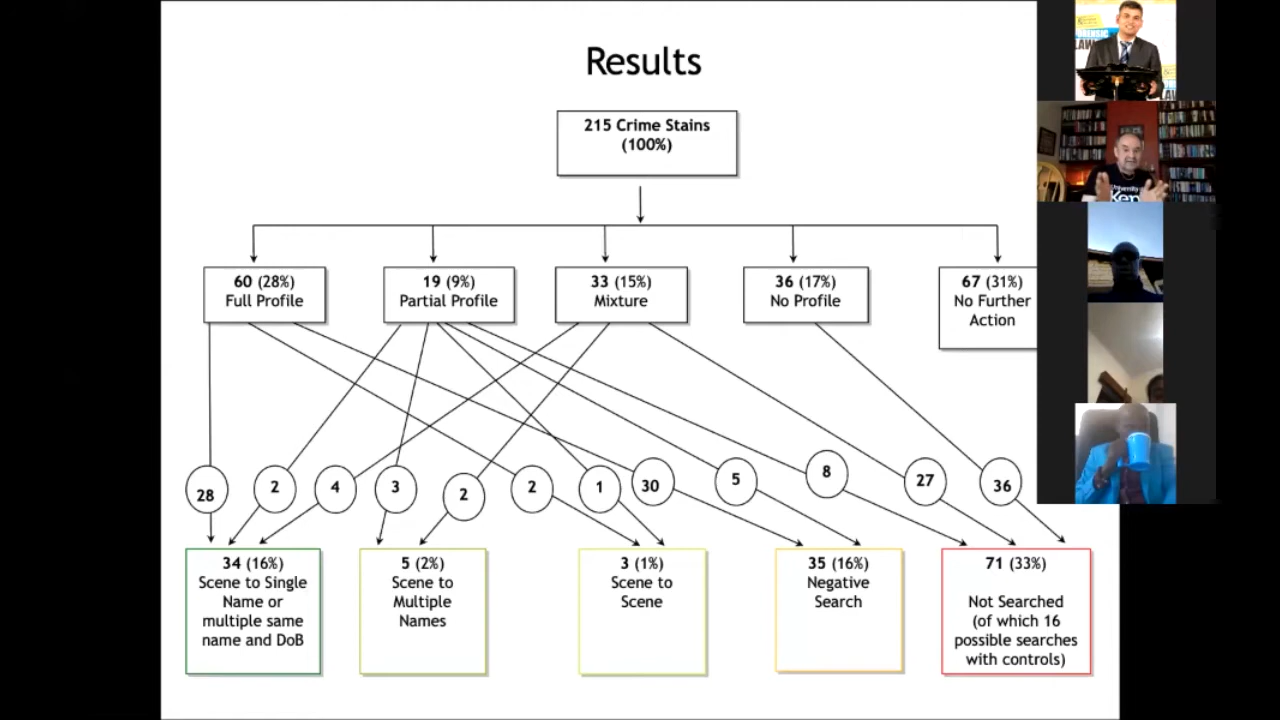 Results
215 Crime Stains
(100%)
60 (28%)
Full Profile
19 (9%)
Partial Profile
33 (15%)
Mixture
36 (17%)
No Profile
67 (31%)
No Further
Action
28
2
4
3
2
2
1
30
5
8
27
36
34 (16%)
Scene to Single
Name or
multiple same
name and DoB
5 (2%)
Scene to
Multiple
Names
3 (1%)
Scene to
Scene
35 (16%)
Negative
Search
71 (33%)
Not Searched
(of which 16
possible searches
with controls)